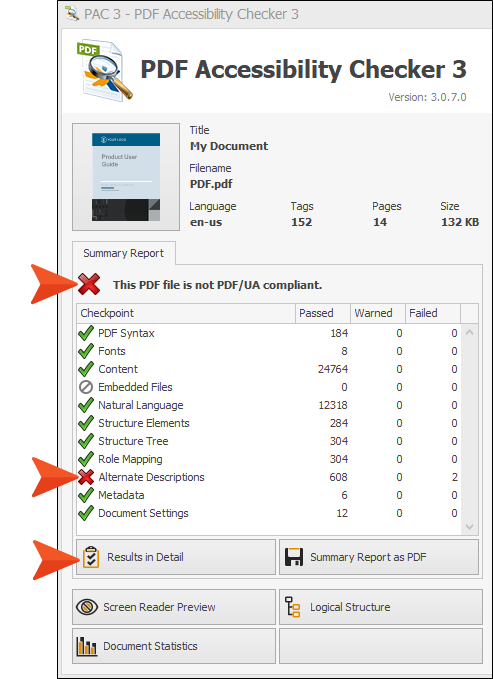 PAC 3 - PDF Accessibility Checker 3
PDF
PDF Accessibility Checker 3
Version: 3.0.7.0
YOUR LOGO
Product User
Guide
Title
My Document
Filename
PDF.pdf
Language Tags Pages Size
en-us 152 14 132 KB
Summary Report
This PDF file is not PDF/UA compliant.
Checkpoint Passed Warned Failed
PDF Syntax 184 0 0
Fonts 8 0 0
Content 24764 0 0
Embedded Files 0 0 0
Natural Language 12318 0 0
Structure Elements 284 0 0
Structure Tree 304 0 0
Role Mapping 304 0 0
Alternate Descriptions 608 0 2
Metadata 6 0 0
Document Settings 12 0 0
Results in Detail Summary Report as PDF
Screen Reader Preview Logical Structure
Document Statistics